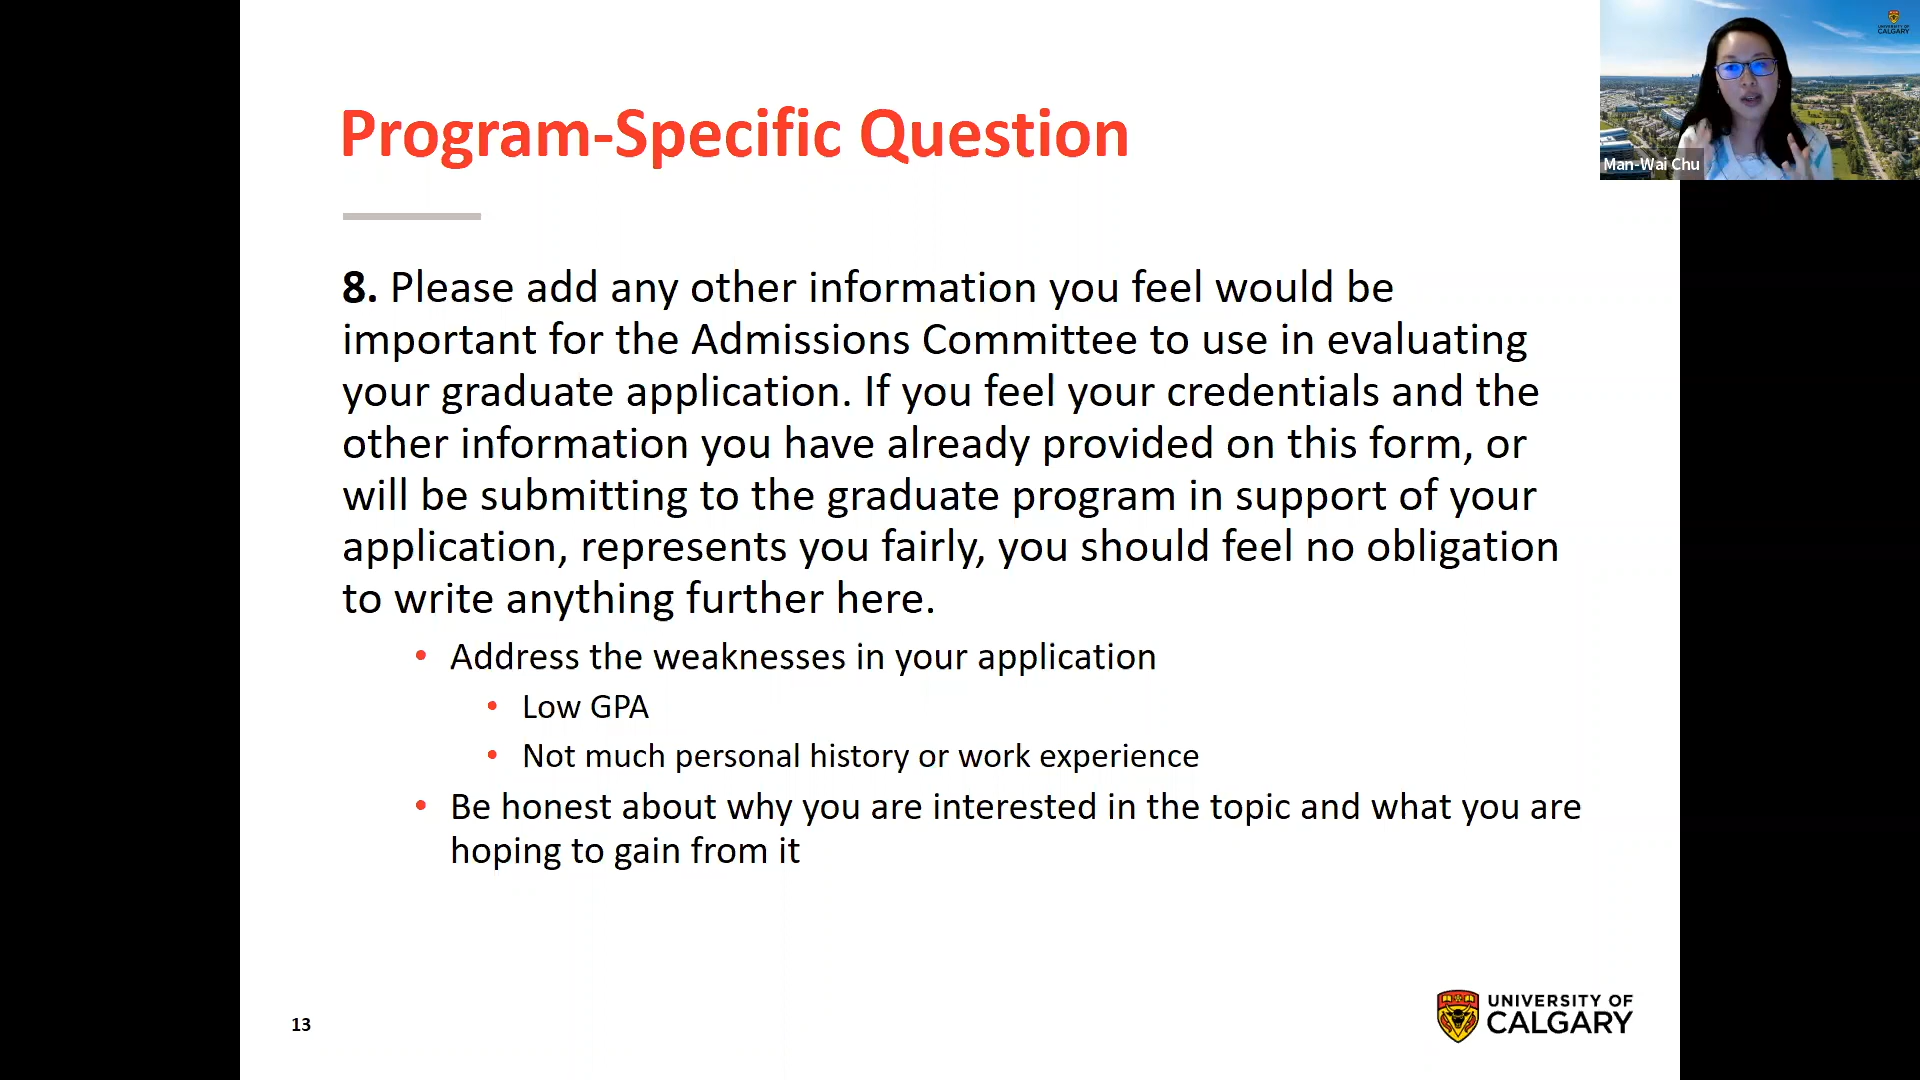 Program-Specific Question
UNIVERSITY OF
CALGARY
Man-Wai Chu
8. Please add any other information you feel would be
important for the Admissions Committee to use in evaluating
your graduate application. If you feel your credentials and the
other information you have already provided on this form, or
will be submitting to the graduate program in support of your
application, represents you fairly, you should feel no obligation
to write anything further here.
• Address the weaknesses in your application
• Low GPA
• Not much personal history or work experience
• Be honest about why you are interested in the topic and what you are
hoping to gain from it
13
UNIVERSITY OF
CALGARY